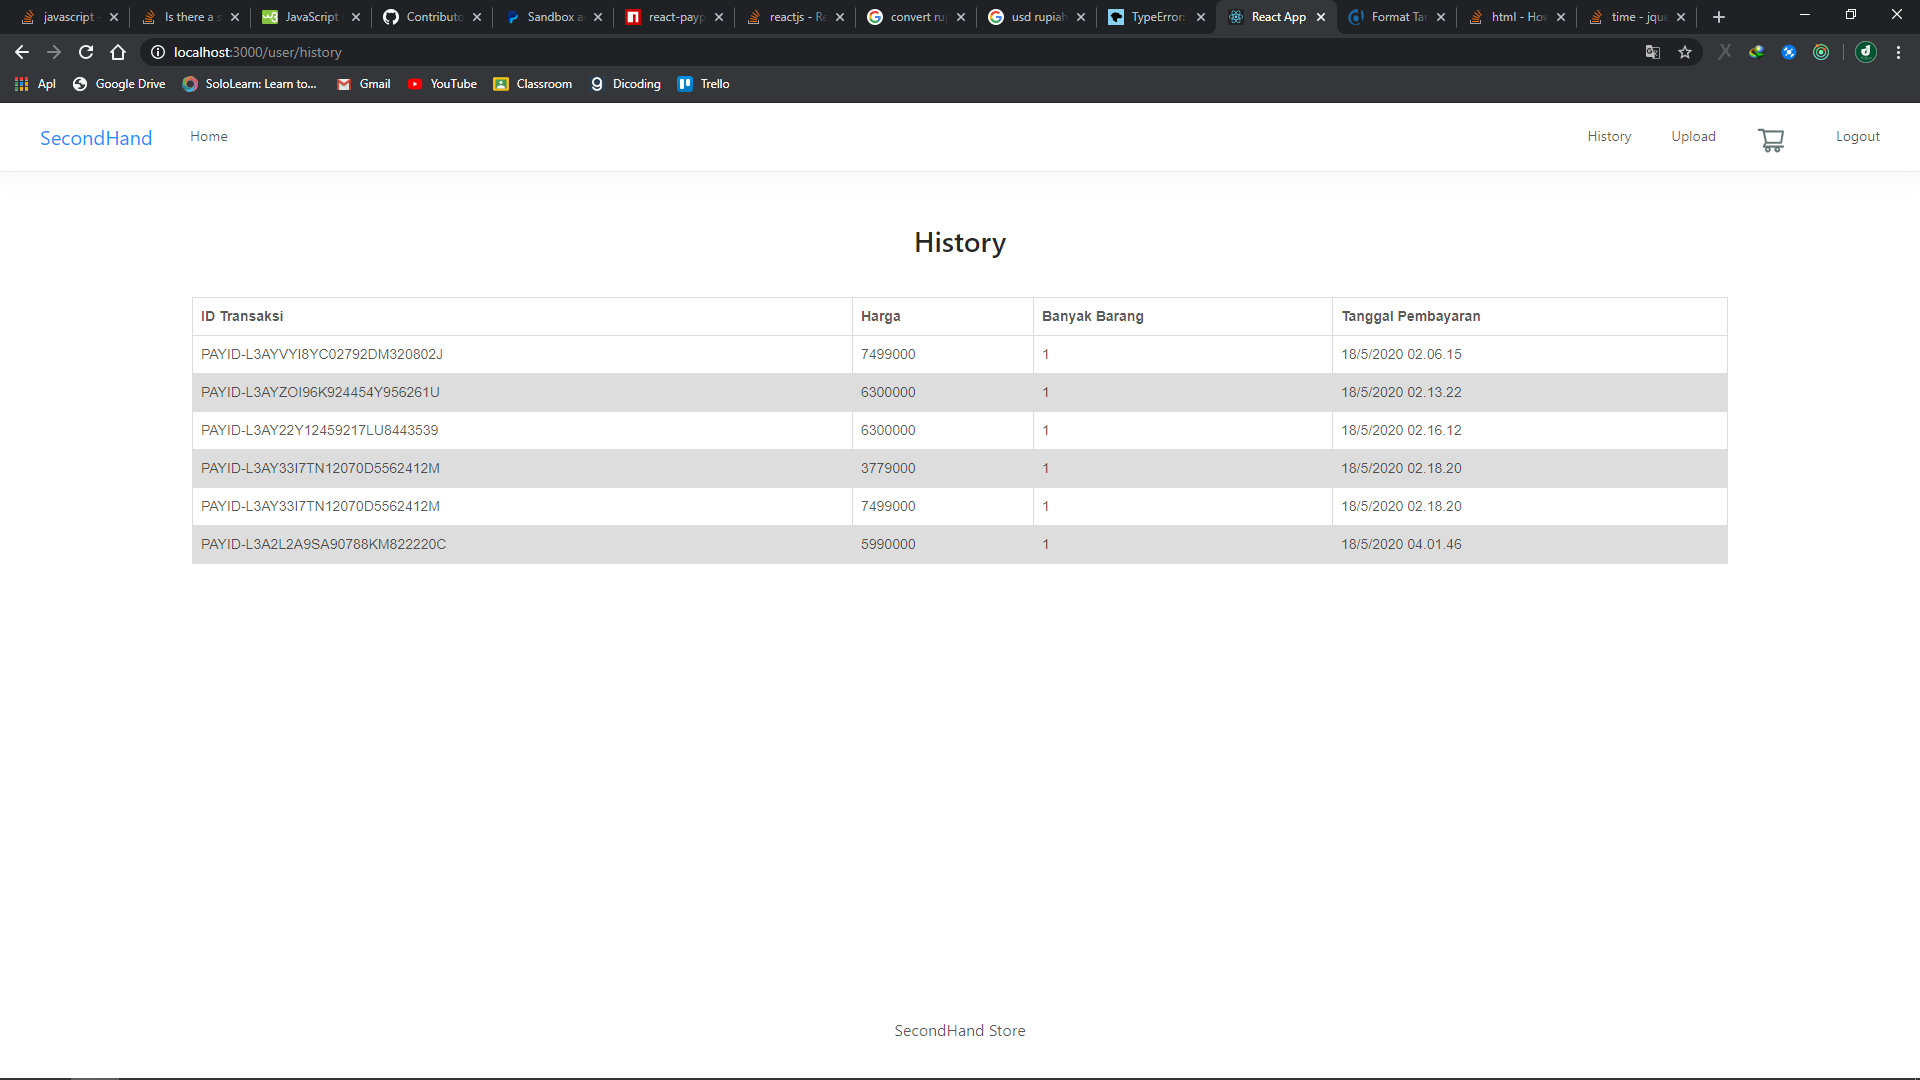 javascript -
Is there a s
JavaScript
Contributo
Sandbox a
react-payp
reactjs - Re
convert ru
usd rupiah
TypeError:
React App
Format Tan
html - How
time - jque
localhost:3000/user/history
Apl Google Drive SoloLearn: Learn to... Gmail YouTube Classroom Dicoding Trello
SecondHand Home History Upload Logout
History
ID Transaksi Harga Banyak Barang Tanggal Pembayaran
PAYID-L3AYVYI8YC02792DM320802J 7499000 1 18/5/2020 02.06.15
PAYID-L3AYZOI96K924454Y956261U 6300000 1 18/5/2020 02.13.22
PAYID-L3AY22Y12459217LU8443539 6300000 1 18/5/2020 02.16.12
PAYID-L3AY33I7TN12070D5562412M 3779000 1 18/5/2020 02.18.20
PAYID-L3AY33I7TN12070D5562412M 7499000 1 18/5/2020 02.18.20
PAYID-L3A2L2A9SA90788KM822220C 5990000 1 18/5/2020 04.01.46
SecondHand Store